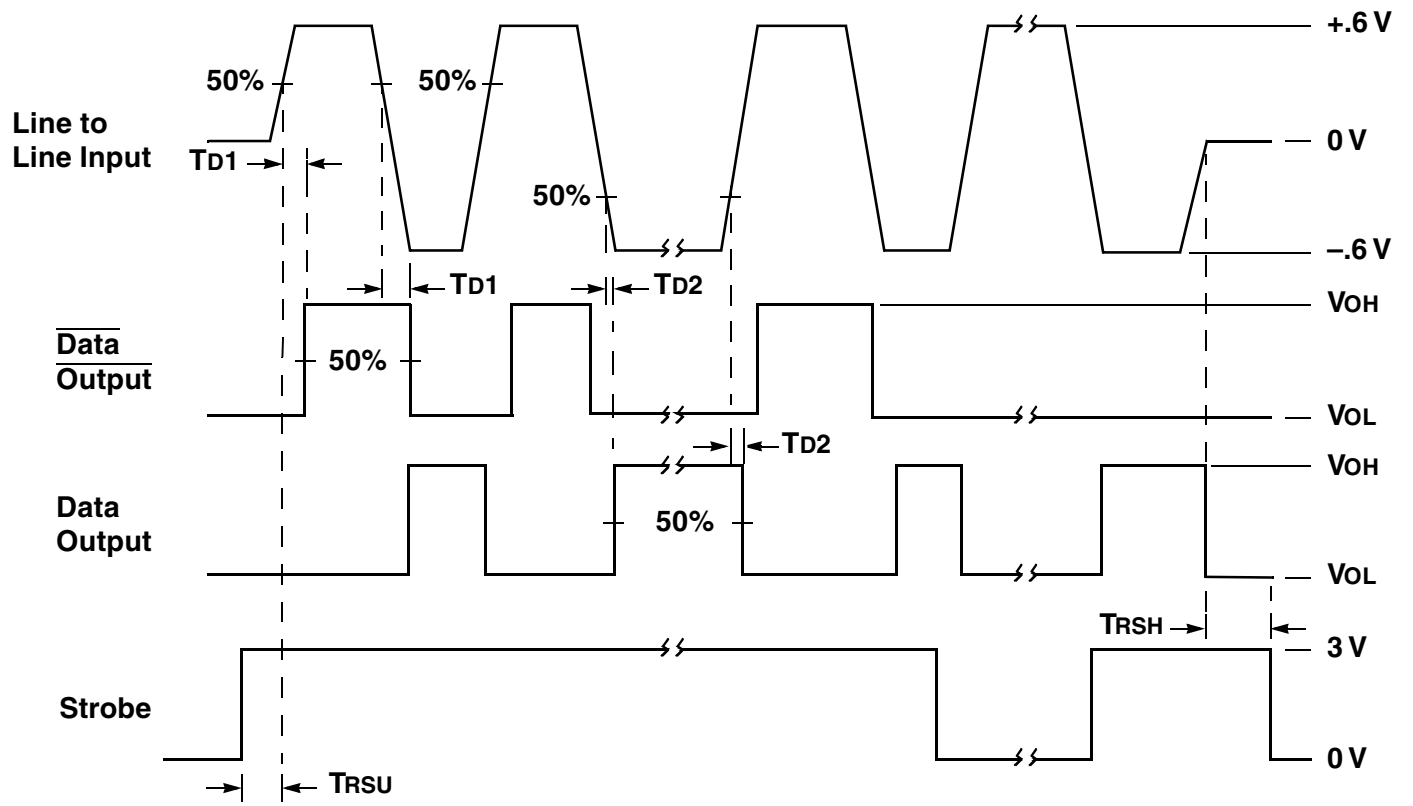 +.6 V
50%
50%
Line to
Line Input
0 V
TD1
50%
–.6 V
TD1
TD2
VOH
Data
Output
50%
VOL
TD2
VOH
Data
Output
50%
VOL
TRSH
3 V
Strobe
0 V
TRSU